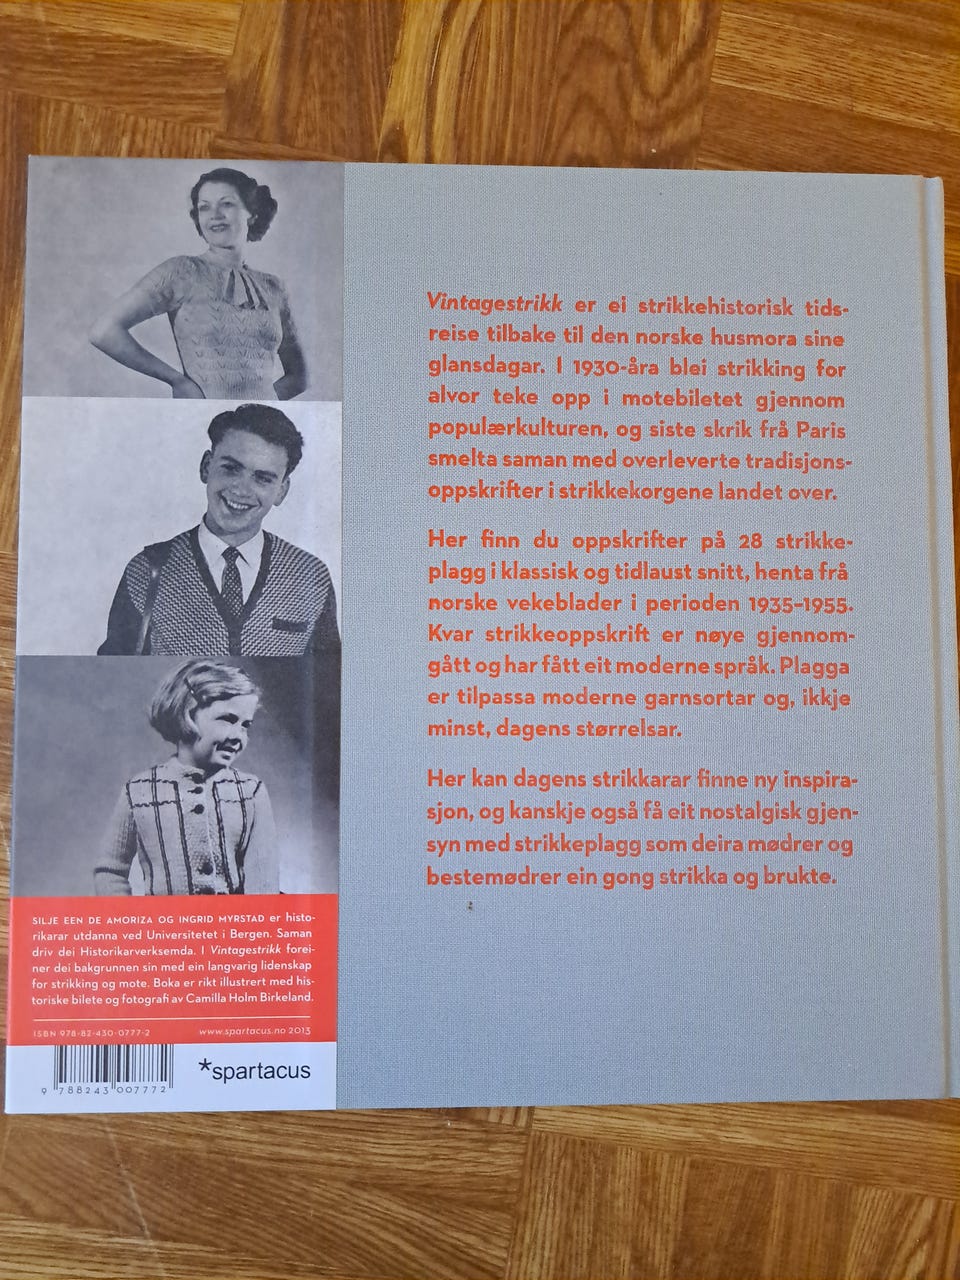 Vintagestrikk er ei strikkehistorisk tids-
reise tilbake til den norske husmora sine
glansdagar. I 1930-åra blei strikking for
alvor teke opp i motebiletet gjennom
populærkulturen, og siste skrik frå Paris
smelta saman med overleverte tradisjons-
oppskrifter i strikkekorgene landet over.
Her finn du oppskrifter på 28 strikke-
plagg i klassisk og tidlaust snitt, henta frå
norske vekeblader i perioden 1935–1955.
Kvar strikkeoppskrift er nøye gjennom-
gått og har fått eit moderne språk. Plagga
er tilpassa moderne garnsortar og, ikkje
minst, dagens størrelsar.
Her kan dagens strikkarar finne ny inspira-
sjon, og kanskje også få eit nostalgisk gjen-
syn med strikkeplagg som deira mødrer og
bestemødrer ein gong strikka og brukte.
SILJE EEN DE AMORIZA OG INGRID MYRSTAD er histo-
rikarar utdanna ved Universitetet i Bergen. Saman
driv dei Historikarverksemda. I Vintagestrikk forei-
ner dei bakgrunnen sin med ein langvarig lidenskap
for strikking og mote. Boka er rikt illustrert med his-
toriske bilete og fotografi av Camilla Holm Birkeland.
ISBN 978-82-430-0777-2
www.spartacus.no 2013
9 788243 007772
*spartacus